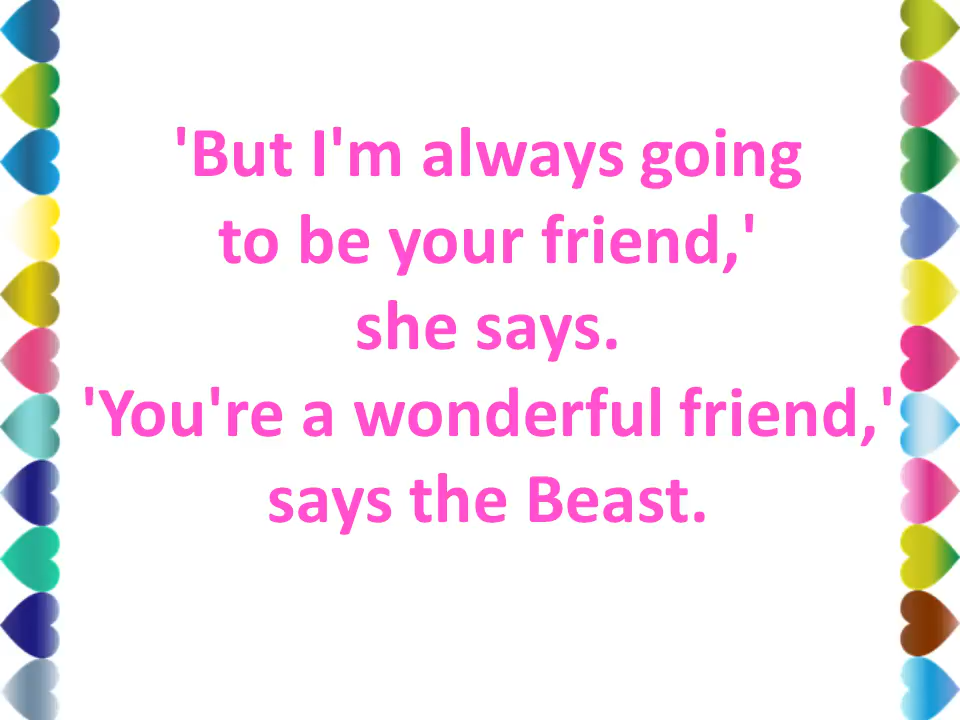 'But I'm always going
to be your friend,'
she says.
'You're a wonderful friend,'
says the Beast.